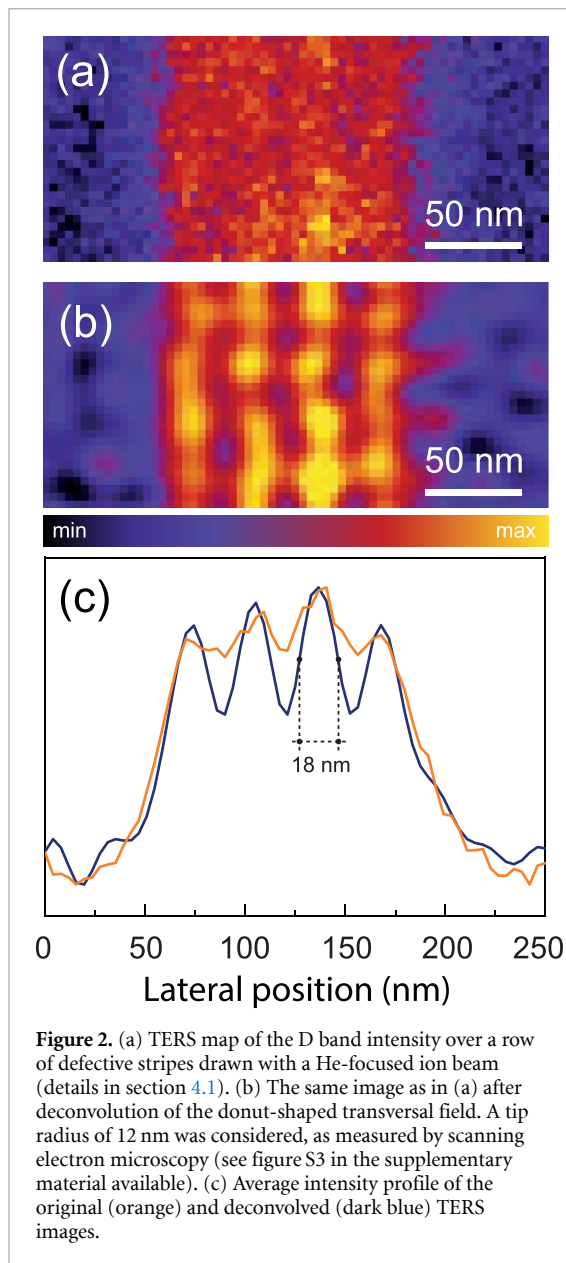 (a)
50 nm
(b)
50 nm
min max
(c)
18 nm
0 50 100 150 200 250
Lateral position (nm)
Figure 2. (a) TERS map of the D band intensity over a row
of defective stripes drawn with a He-focused ion beam
(details in section 4.1). (b) The same image as in (a) after
deconvolution of the donut-shaped transversal field. A tip
radius of 12 nm was considered, as measured by scanning
electron microscopy (see figure S3 in the supplementary
material available). (c) Average intensity profile of the
original (orange) and deconvolved (dark blue) TERS
images.